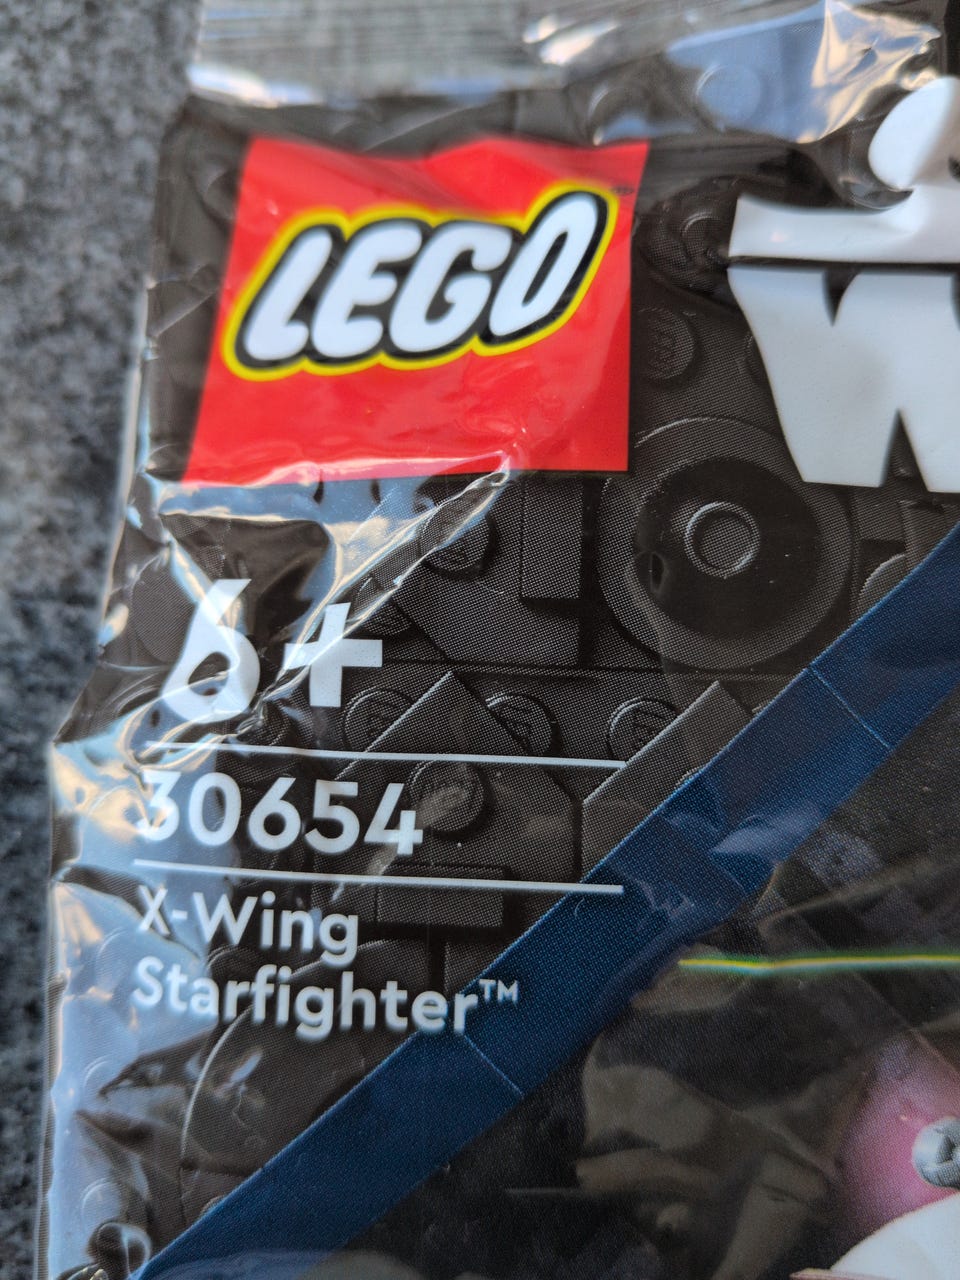 LEGO
6+
30654
X-Wing
Starfighter™